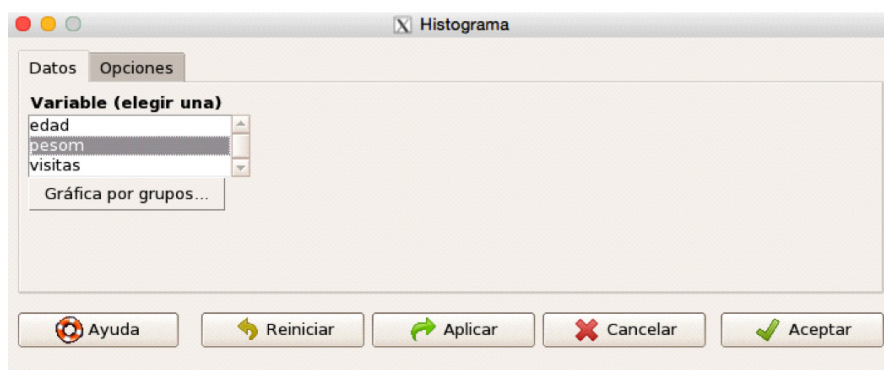 Histograma
Datos Opciones
Variable (elegir una)
edad
pesom
visitas
Gráfica por grupos...
Ayuda Reiniciar Aplicar Cancelar Aceptar